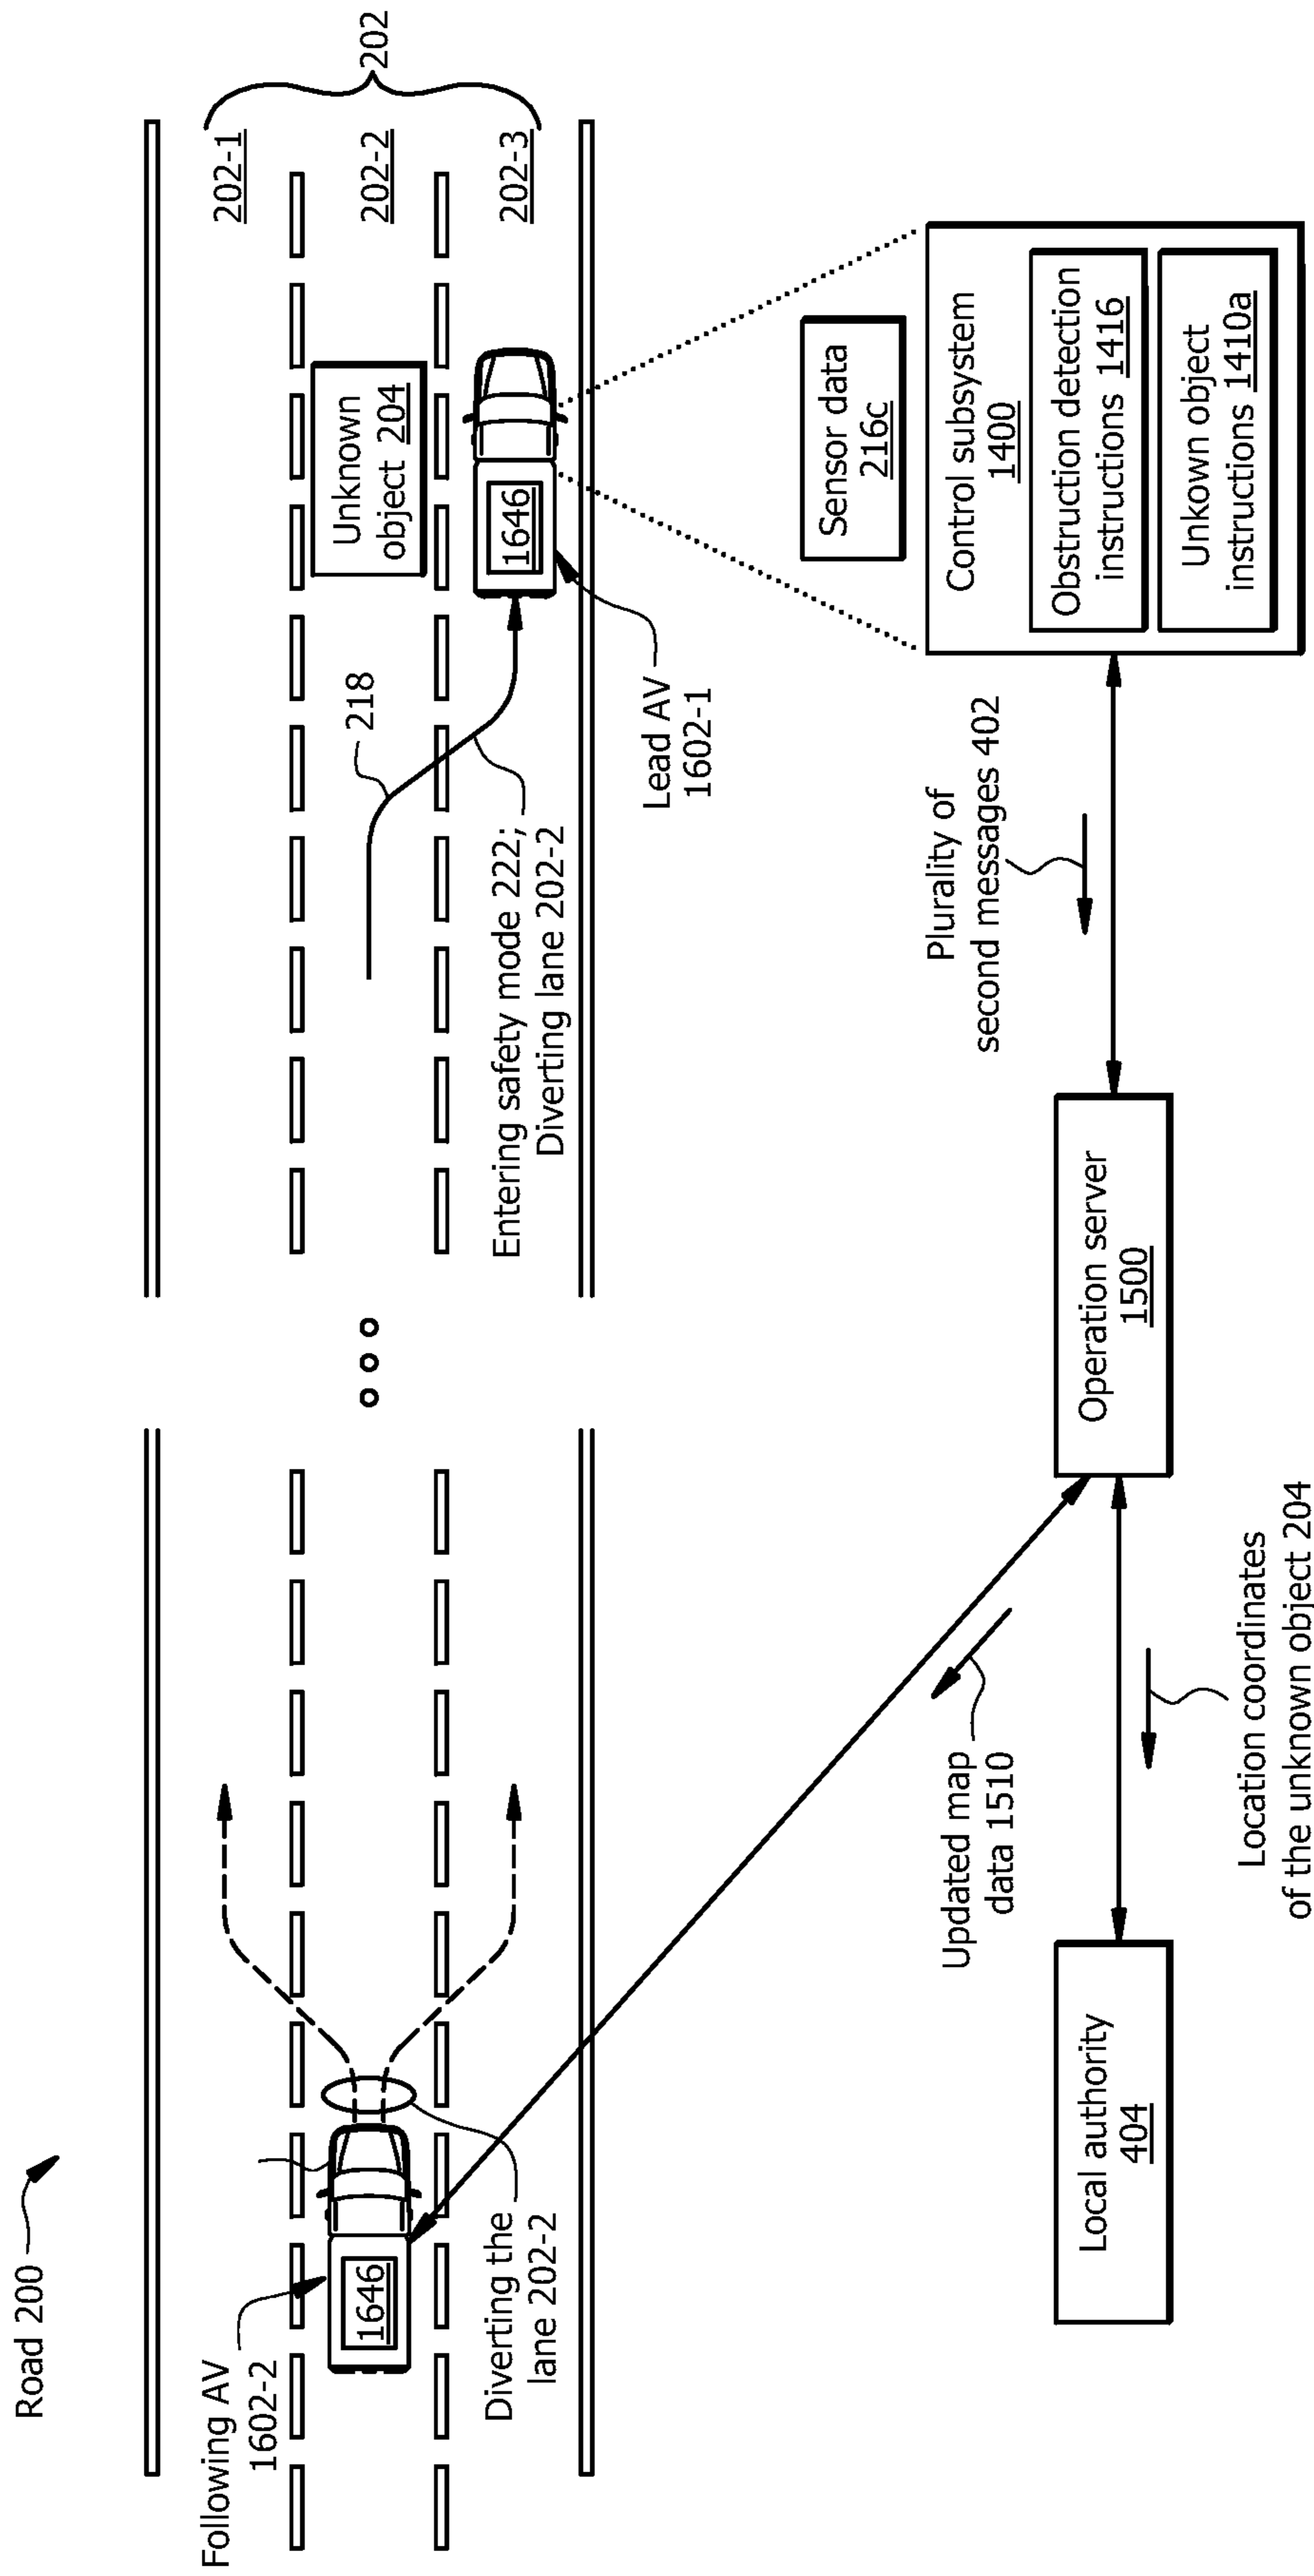 Road 200
Following AV
1602-2
1646
Diverting the
lane 202-2
218
Entering safety mode 222;
Diverting lane 202-2
Unknown
object 204
1646
Lead AV
1602-1
202-1
202-2
202-3
202
Sensor data
216c
Control subsystem
1400
Obstruction detection
instructions 1416
Unkown object
instructions 1410a
Plurality of
second messages 402
Operation server
1500
Updated map
data 1510
Location coordinates
of the unknown object 204
Local authority
404